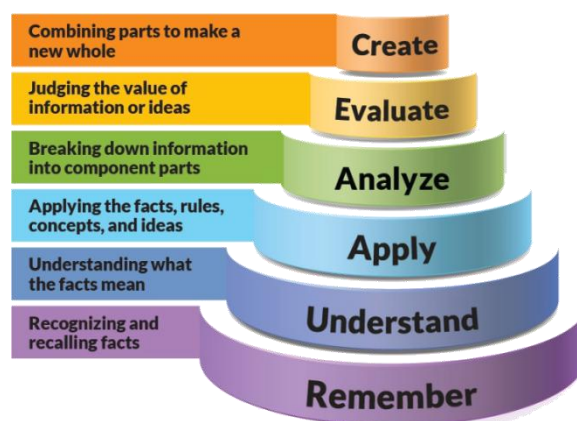 Combining parts to make a
new whole
Create
Judging the value of
information or ideas
Evaluate
Breaking down information
into component parts
Analyze
Applying the facts, rules,
concepts, and ideas
Apply
Understanding what
the facts mean
Understand
Recognizing and
recalling facts
Remember